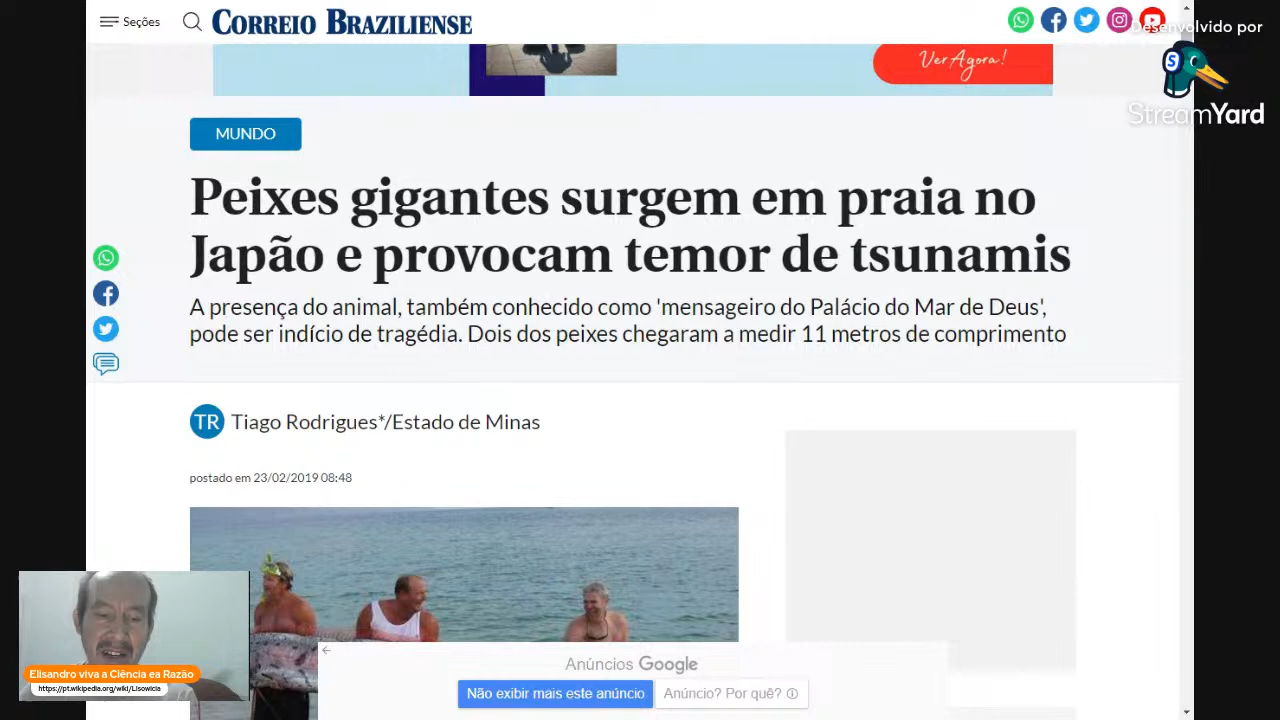 Seções
CORREIO BRAZILIENSE
Desenvolvido por
S
StreamYard
Ver Agora!
MUNDO
Peixes gigantes surgem em praia no
Japão e provocam temor de tsunamis
A presença do animal, também conhecido como 'mensageiro do Palácio do Mar de Deus',
pode ser indício de tragédia. Dois dos peixes chegaram a medir 11 metros de comprimento
TR Tiago Rodrigues*/Estado de Minas
postado em 23/02/2019 08:48
Elisandro viva a Ciência ea Razão
https://pt.wikipedia.org/wiki/Lisowicia
Anúncios Google
Não exibir mais este anúncio
Anúncio? Por quê?